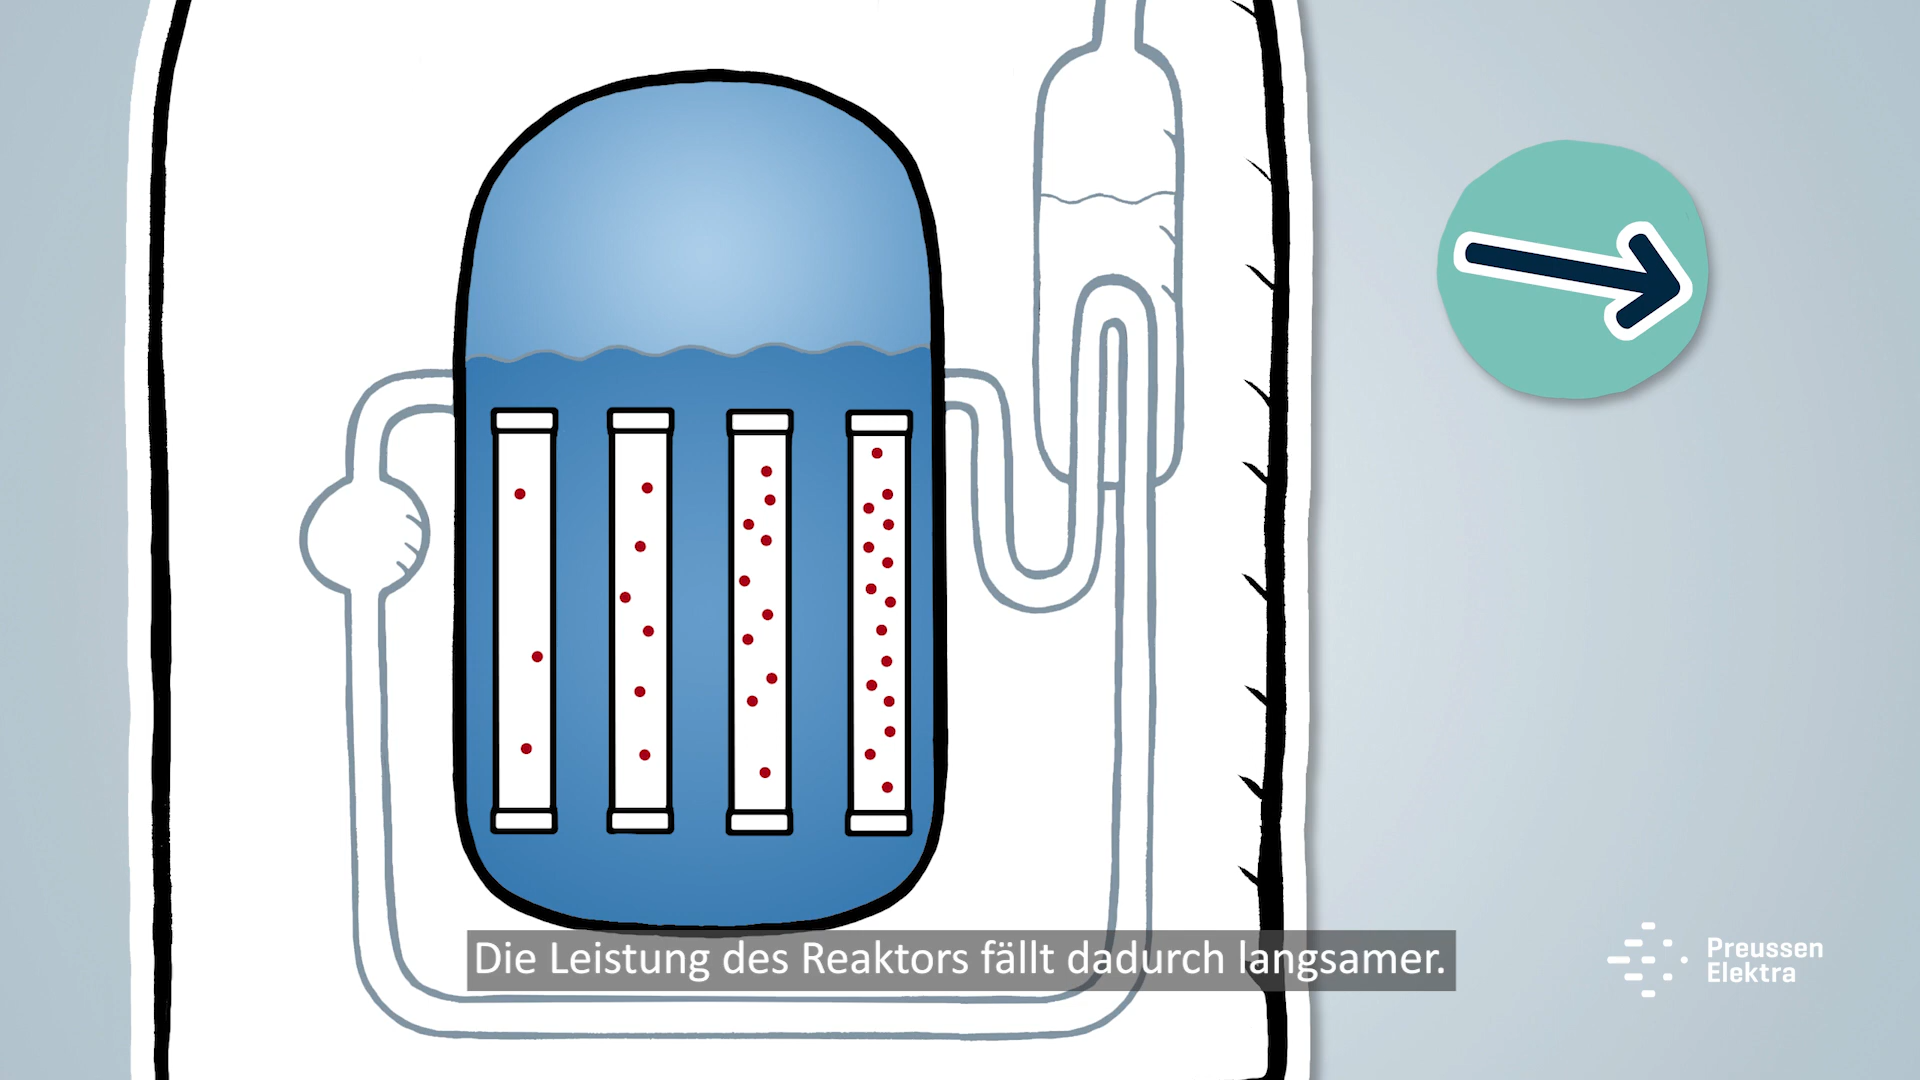 Die Leistung des Reaktors fällt dadurch langsamer.
Preussen
Elektra